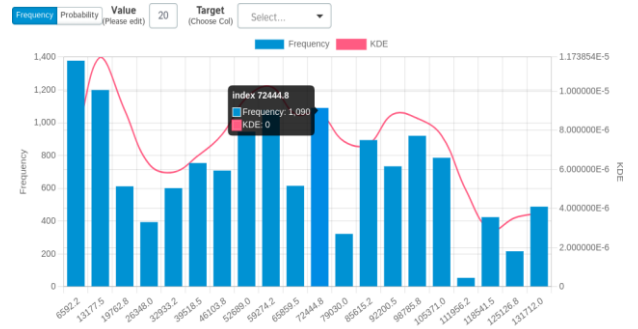 Frequency Probability Value (Please edit) 20 Target (Choose Col) Select...
Frequency KDE
1,400 1.173854E-5
1,200 1.000000E-5
1,000 8.000000E-6
800 6.000000E-6
600 4.000000E-6
400 2.000000E-6
200
0 0
Frequency
KDE
index 72444.8
Frequency: 1,090
KDE: 0
6592.2 13177.5 19762.8 26348.0 32933.2 39518.5 46103.8 52689.0 59274.2 65859.5 72444.8 79030.0 85615.2 92200.5 98785.8 105371.0 111956.2 118541.5 125126.8 131712.0